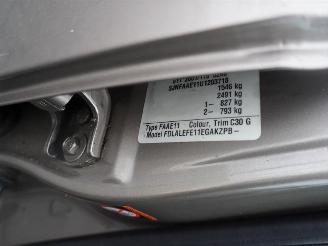 SJNFAAE11U1203718
1546 kg
2491 kg
1- 827 kg
2- 793 kg
Type FAAE11 Colour, Trim C30 G
Model FDLALEFE11EGAKZPB-